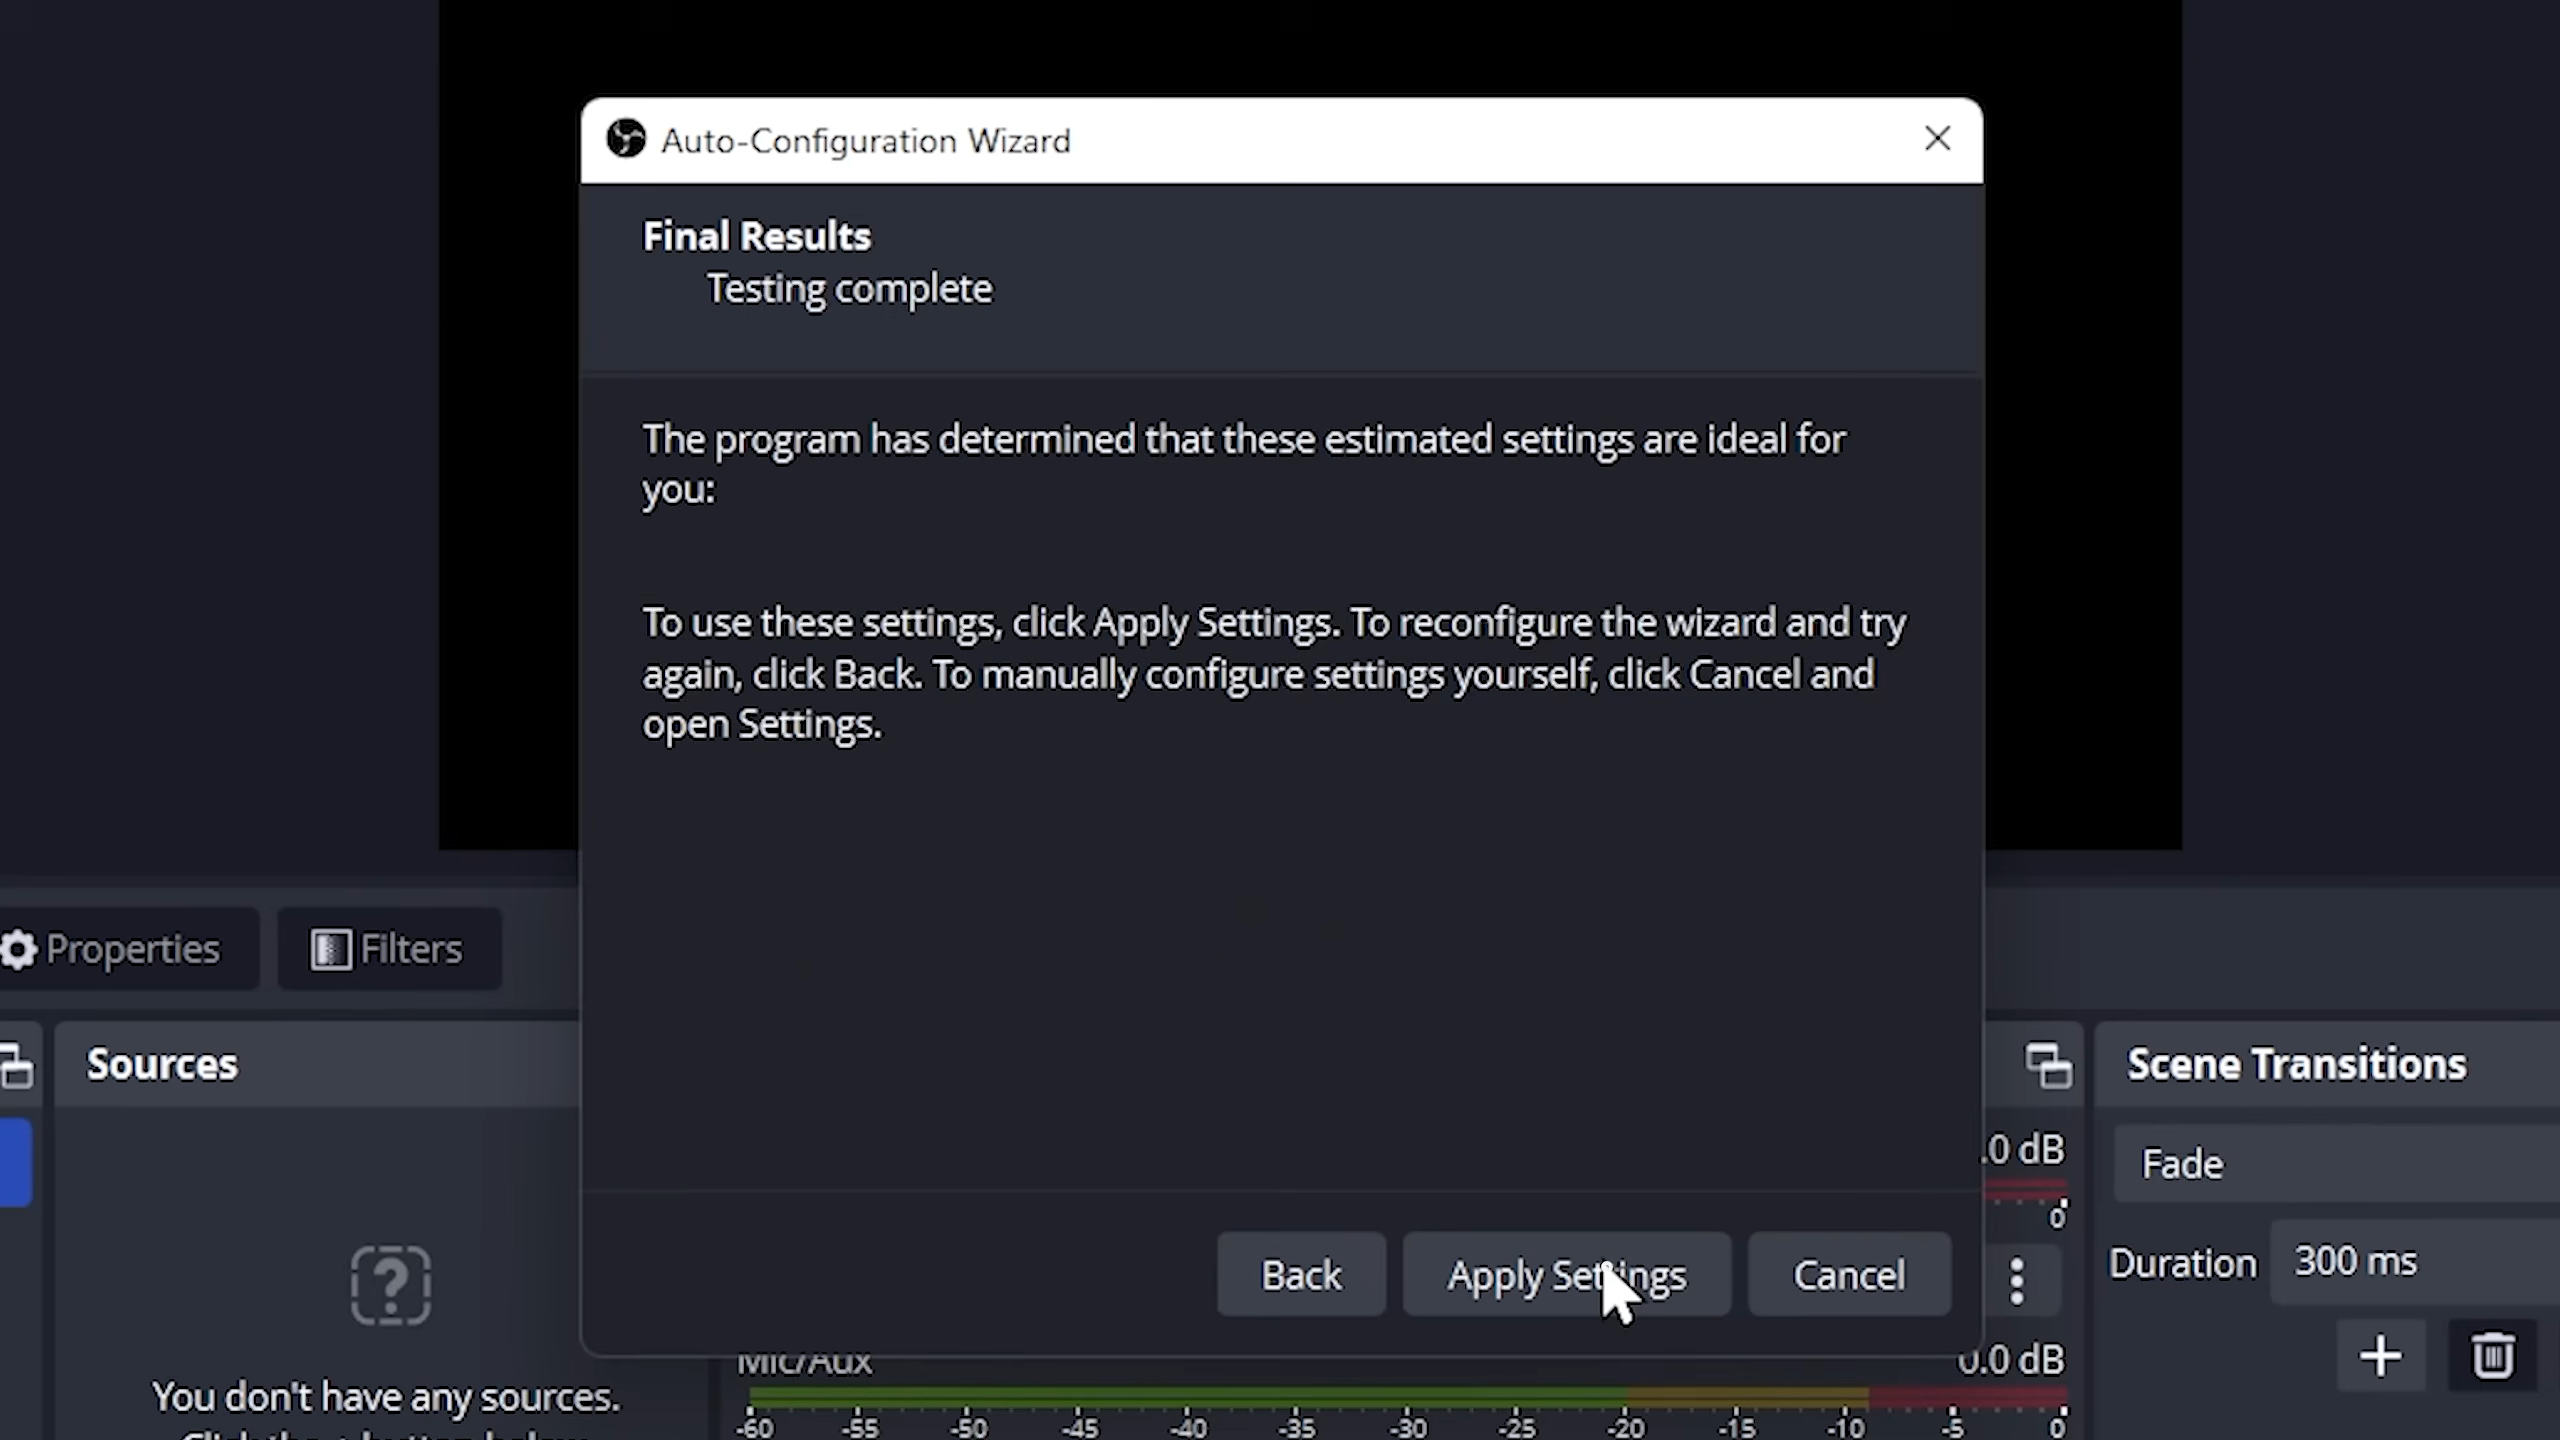 Auto-Configuration Wizard
Final Results
Testing complete
The program has determined that these estimated settings are ideal for
you:
To use these settings, click Apply Settings. To reconfigure the wizard and try
again, click Back. To manually configure settings yourself, click Cancel and
open Settings.
Back Apply Settings Cancel
Properties Filters
Sources
You don't have any sources.
.0 dB
0
Mic/Aux 0.0 dB
-60 -55 -50 -45 -40 -35 -30 -25 -20 -15 -10 -5 0
Scene Transitions
Fade
Duration 300 ms